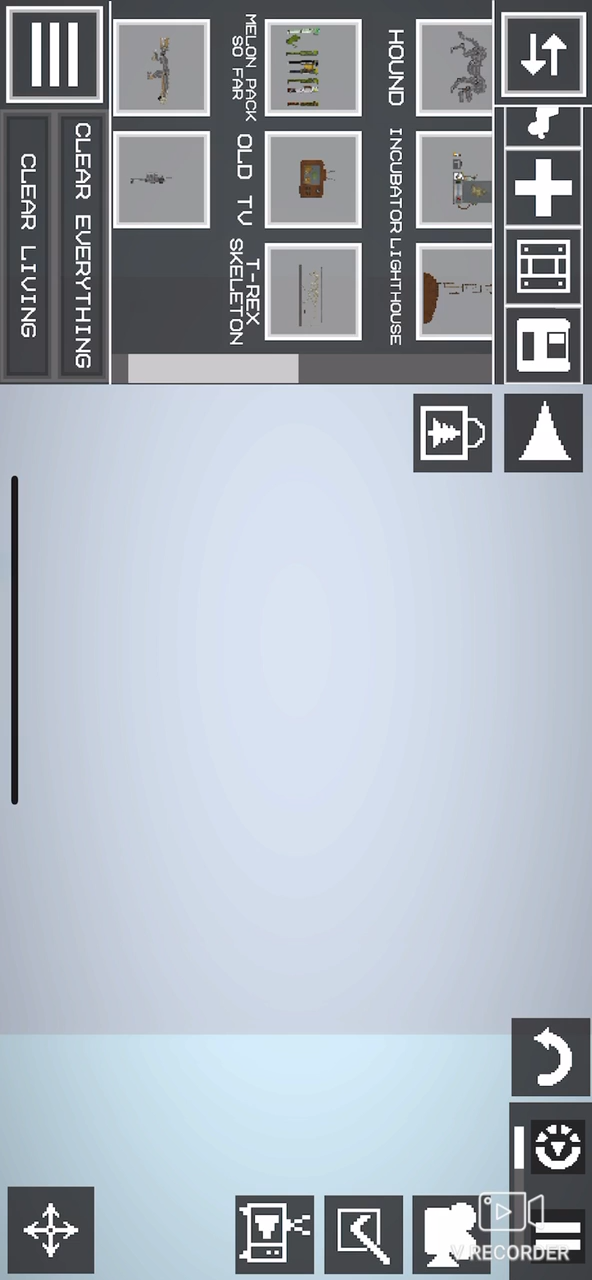 CLEAR EVERYTHING
CLEAR LIVING
HOUND
INCUBATOR
LIGHTHOUSE
MELON PACK
SO FAR
OLD TV
T-REX
SKELETON
V RECORDER